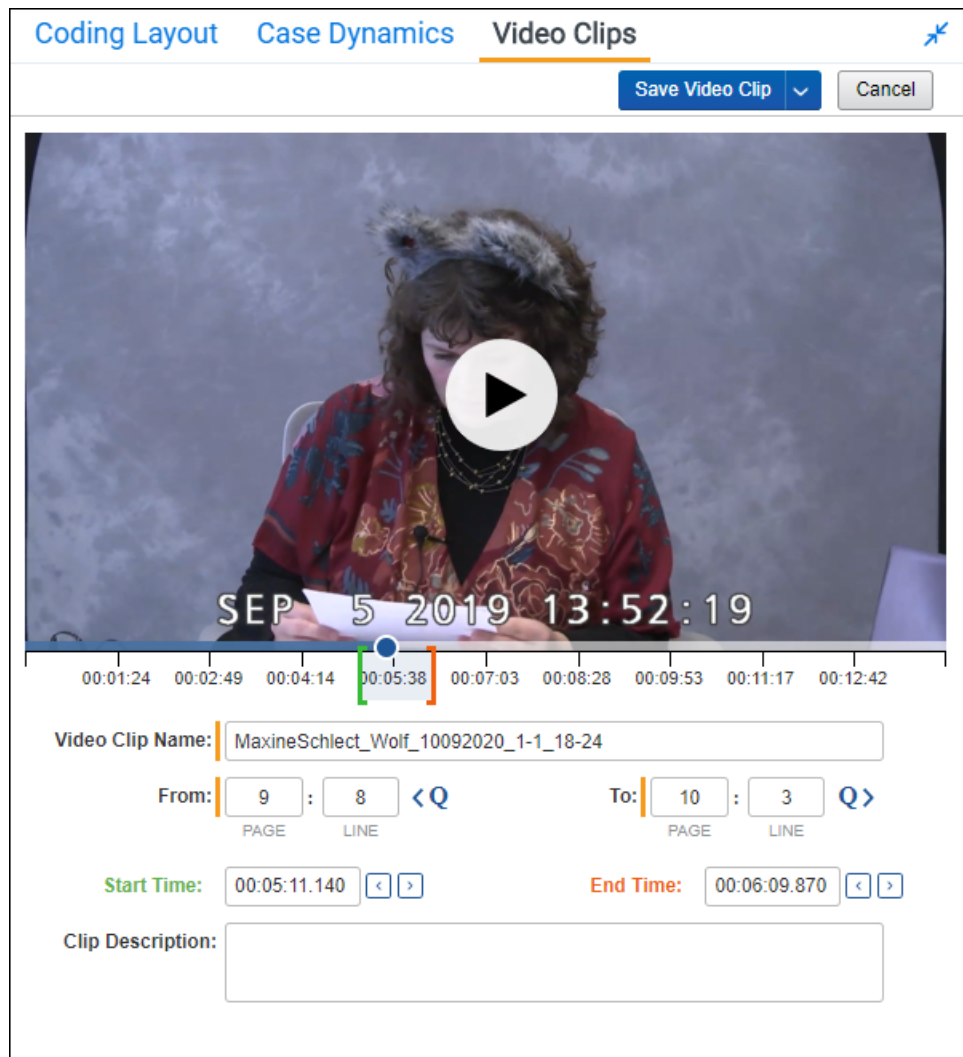 Coding Layout Case Dynamics Video Clips
Save Video Clip Cancel
SEP 5 2019 13:52:19
00:01:24 00:02:49 00:04:14 00:05:38 00:07:03 00:08:28 00:09:53 00:11:17 00:12:42
Video Clip Name: MaxineSchlect_Wolf_10092020_1-1_18-24
From: 9 : 8 <Q To: 10 : 3 Q>
PAGE LINE PAGE LINE
Start Time: 00:05:11.140 < > End Time: 00:06:09.870 < >
Clip Description: